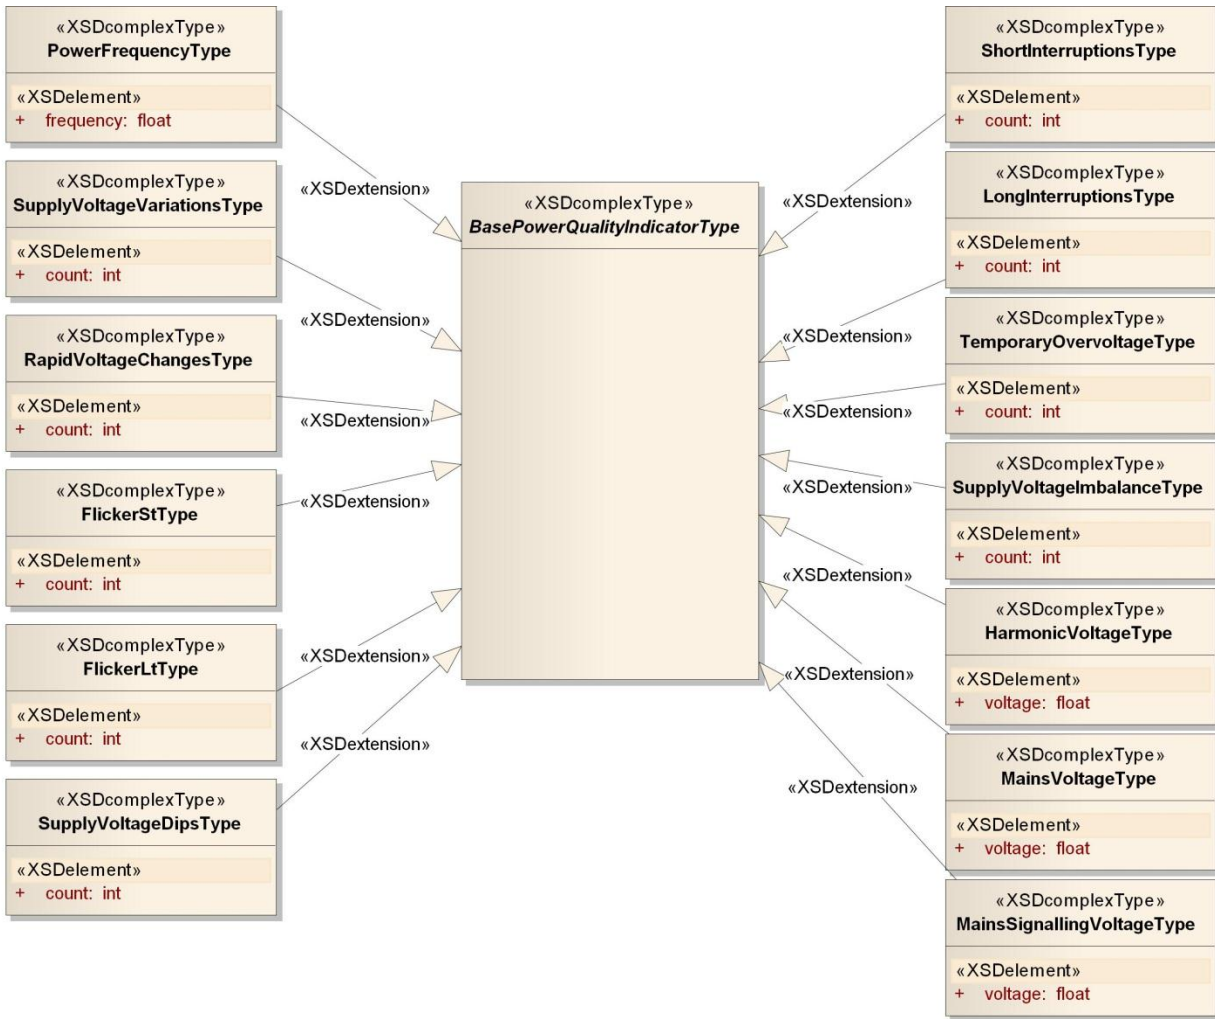 «XSDcomplexType»
PowerFrequencyType
«XSDelement»
+ frequency: float
«XSDcomplexType»
SupplyVoltageVariationsType
«XSDelement»
+ count: int
«XSDcomplexType»
RapidVoltageChangesType
«XSDelement»
+ count: int
«XSDcomplexType»
FlickerStType
«XSDelement»
+ count: int
«XSDcomplexType»
FlickerLtType
«XSDelement»
+ count: int
«XSDcomplexType»
SupplyVoltageDipsType
«XSDelement»
+ count: int
«XSDextension»
«XSDextension»
«XSDextension»
«XSDextension»
«XSDextension»
«XSDextension»
«XSDcomplexType»
BasePowerQualityIndicatorType
«XSDextension»
«XSDextension»
«XSDextension»
«XSDextension»
«XSDextension»
«XSDextension»
«XSDextension»
«XSDcomplexType»
ShortInterruptionsType
«XSDelement»
+ count: int
«XSDcomplexType»
LongInterruptionsType
«XSDelement»
+ count: int
«XSDcomplexType»
TemporaryOvervoltageType
«XSDelement»
+ count: int
«XSDcomplexType»
SupplyVoltageImbalanceType
«XSDelement»
+ count: int
«XSDcomplexType»
HarmonicVoltageType
«XSDelement»
+ voltage: float
«XSDcomplexType»
MainsVoltageType
«XSDelement»
+ voltage: float
«XSDcomplexType»
MainsSignallingVoltageType
«XSDelement»
+ voltage: float